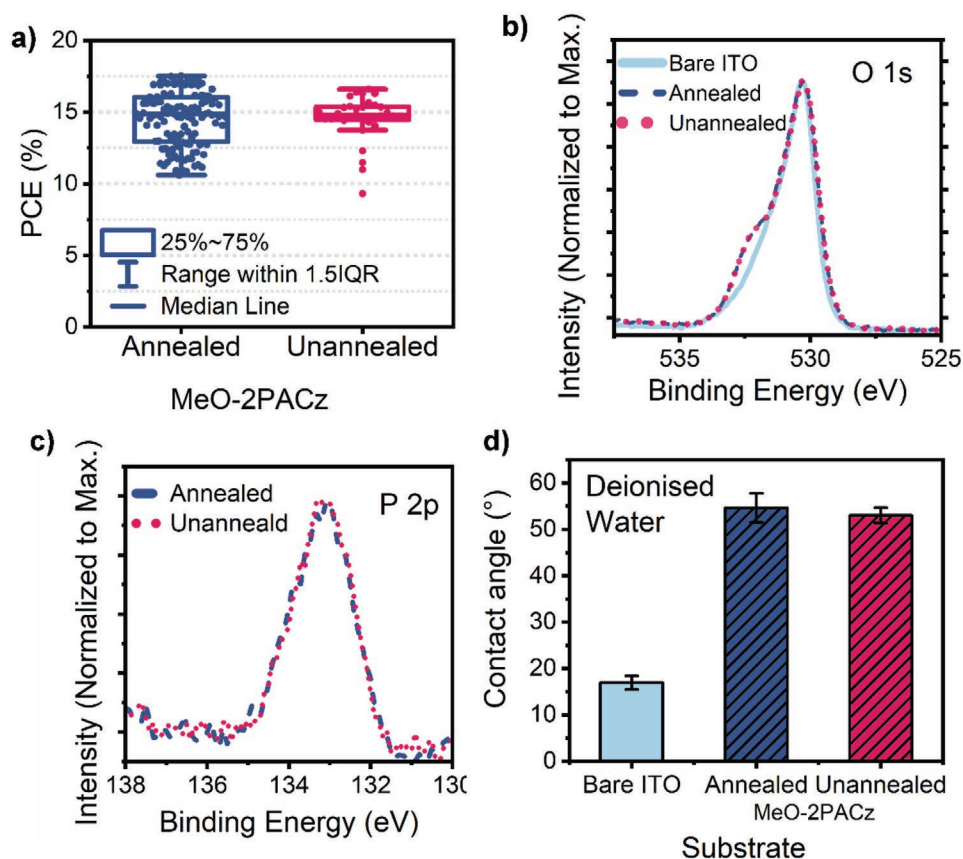 a)
20
15
10
5
0
PCE (%)
25%~75%
Range within 1.5IQR
Median Line
Annealed
Unannealed
MeO-2PACz
b)
Bare ITO
Annealed
Unannealed
O 1s
Intensity (Normalized to Max.)
535
530
525
Binding Energy (eV)
c)
Annealed
Unanneald
P 2p
Intensity (Normalized to Max.)
138
136
134
132
130
Binding Energy (eV)
d)
Deionised
Water
60
50
40
30
20
10
0
Contact angle (°)
Bare ITO
Annealed
Unannealed
MeO-2PACz
Substrate